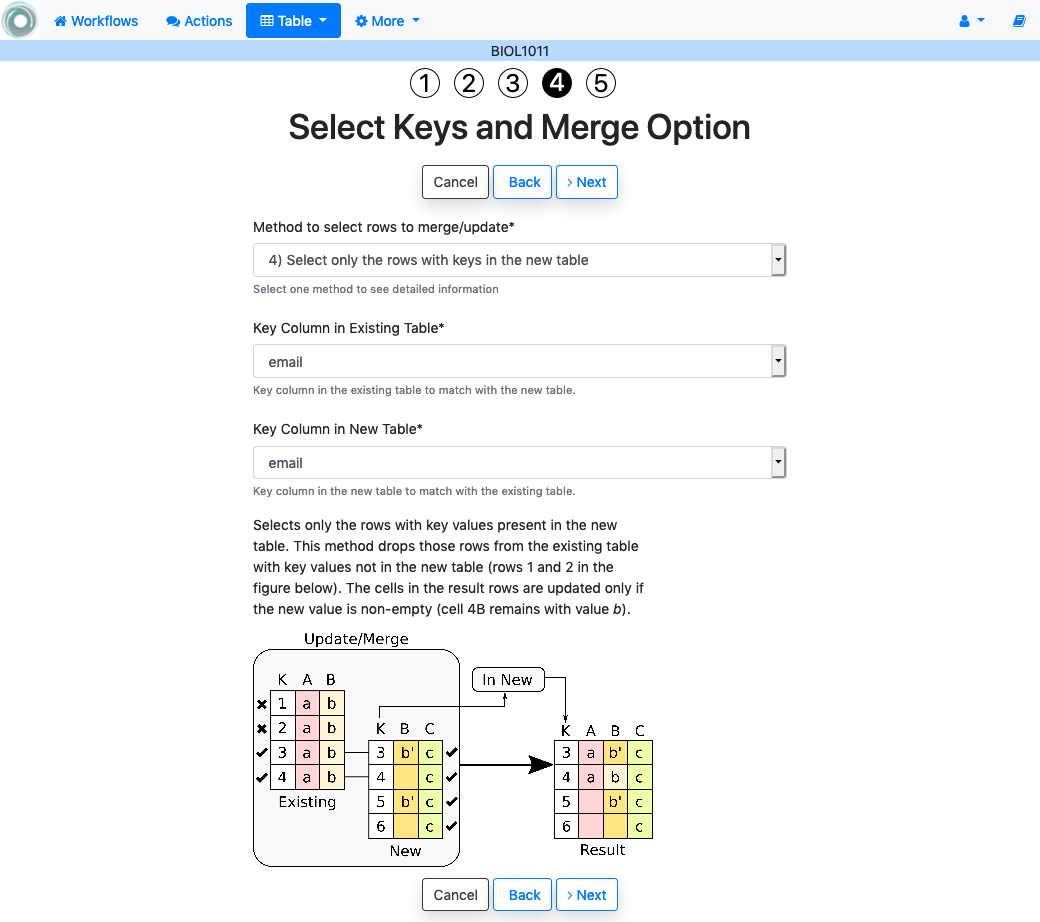 Workflows Actions Table More
BIOL1011
1 2 3 4 5
Select Keys and Merge Option
Cancel Back › Next
Method to select rows to merge/update*
4) Select only the rows with keys in the new table
Select one method to see detailed information
Key Column in Existing Table*
email
Key column in the existing table to match with the new table.
Key Column in New Table*
email
Key column in the new table to match with the existing table.
Selects only the rows with key values present in the new
table. This method drops those rows from the existing table
with key values not in the new table (rows 1 and 2 in the
figure below). The cells in the result rows are updated only if
the new value is non-empty (cell 4B remains with value b).
Update/Merge
K A B
1 a b
2 a b
3 a b
4 a b
Existing
K B C
3 b' c
4 c
5 b' c
6 c
New
In New
K A B C
3 a b' c
4 a b c
5 b' c
6 c
Result
Cancel Back › Next